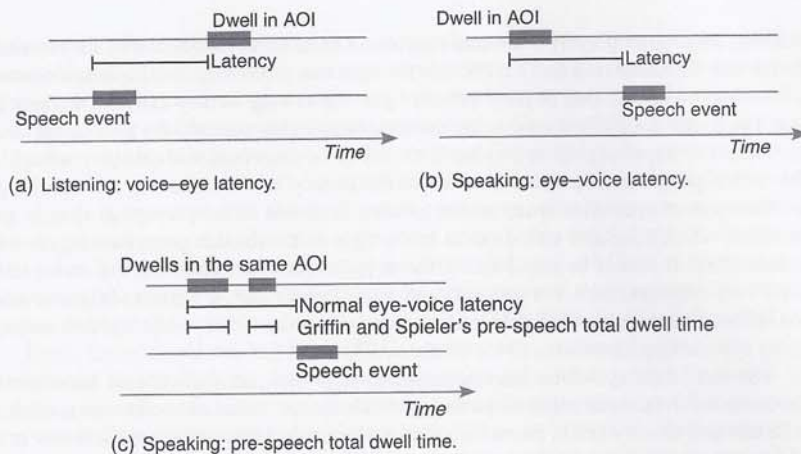 Dwell in AOI
Latency
Speech event
Time
(a) Listening: voice–eye latency.
Dwell in AOI
Latency
Speech event
Time
(b) Speaking: eye–voice latency.
Dwells in the same AOI
Normal eye-voice latency
Griffin and Spieler's pre-speech total dwell time
Speech event
Time
(c) Speaking: pre-speech total dwell time.